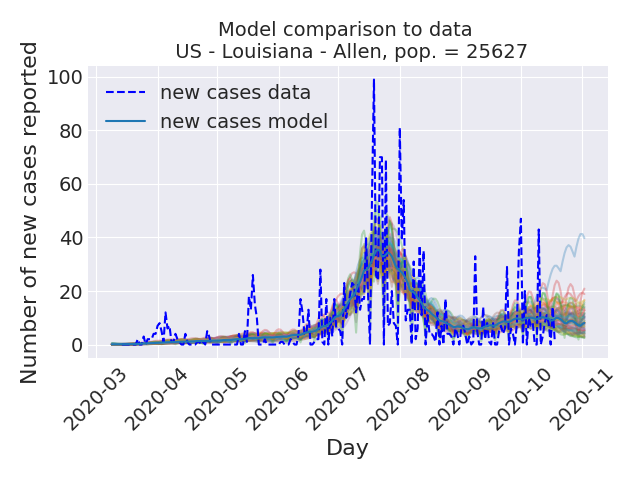 Model comparison to data
US - Louisiana - Allen, pop. = 25627
Number of new cases reported
100
80
60
40
20
0
new cases data
new cases model
2020-03
2020-04
2020-05
2020-06
2020-07
2020-08
2020-09
2020-10
2020-11
Day